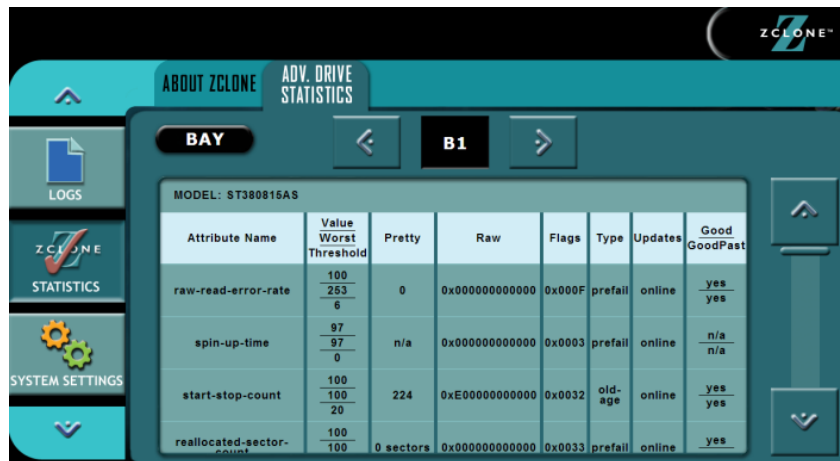 ZCLONE™
ABOUT ZCLONE
ADV. DRIVE
STATISTICS
BAY
B1
LOGS
ZCLONE
STATISTICS
SYSTEM SETTINGS
MODEL: ST380815AS
Attribute Name Value Worst Threshold Pretty Raw Flags Type Updates Good GoodPast
raw-read-error-rate 100 253 6 0 0x000000000000 0x000F prefail online yes yes
spin-up-time 97 97 0 n/a 0x000000000000 0x0003 prefail online n/a n/a
start-stop-count 100 100 20 224 0xE00000000000 0x0032 old-age online yes yes
reallocated-sector-count 100 100 0 sectors 0x000000000000 0x0033 prefail online yes